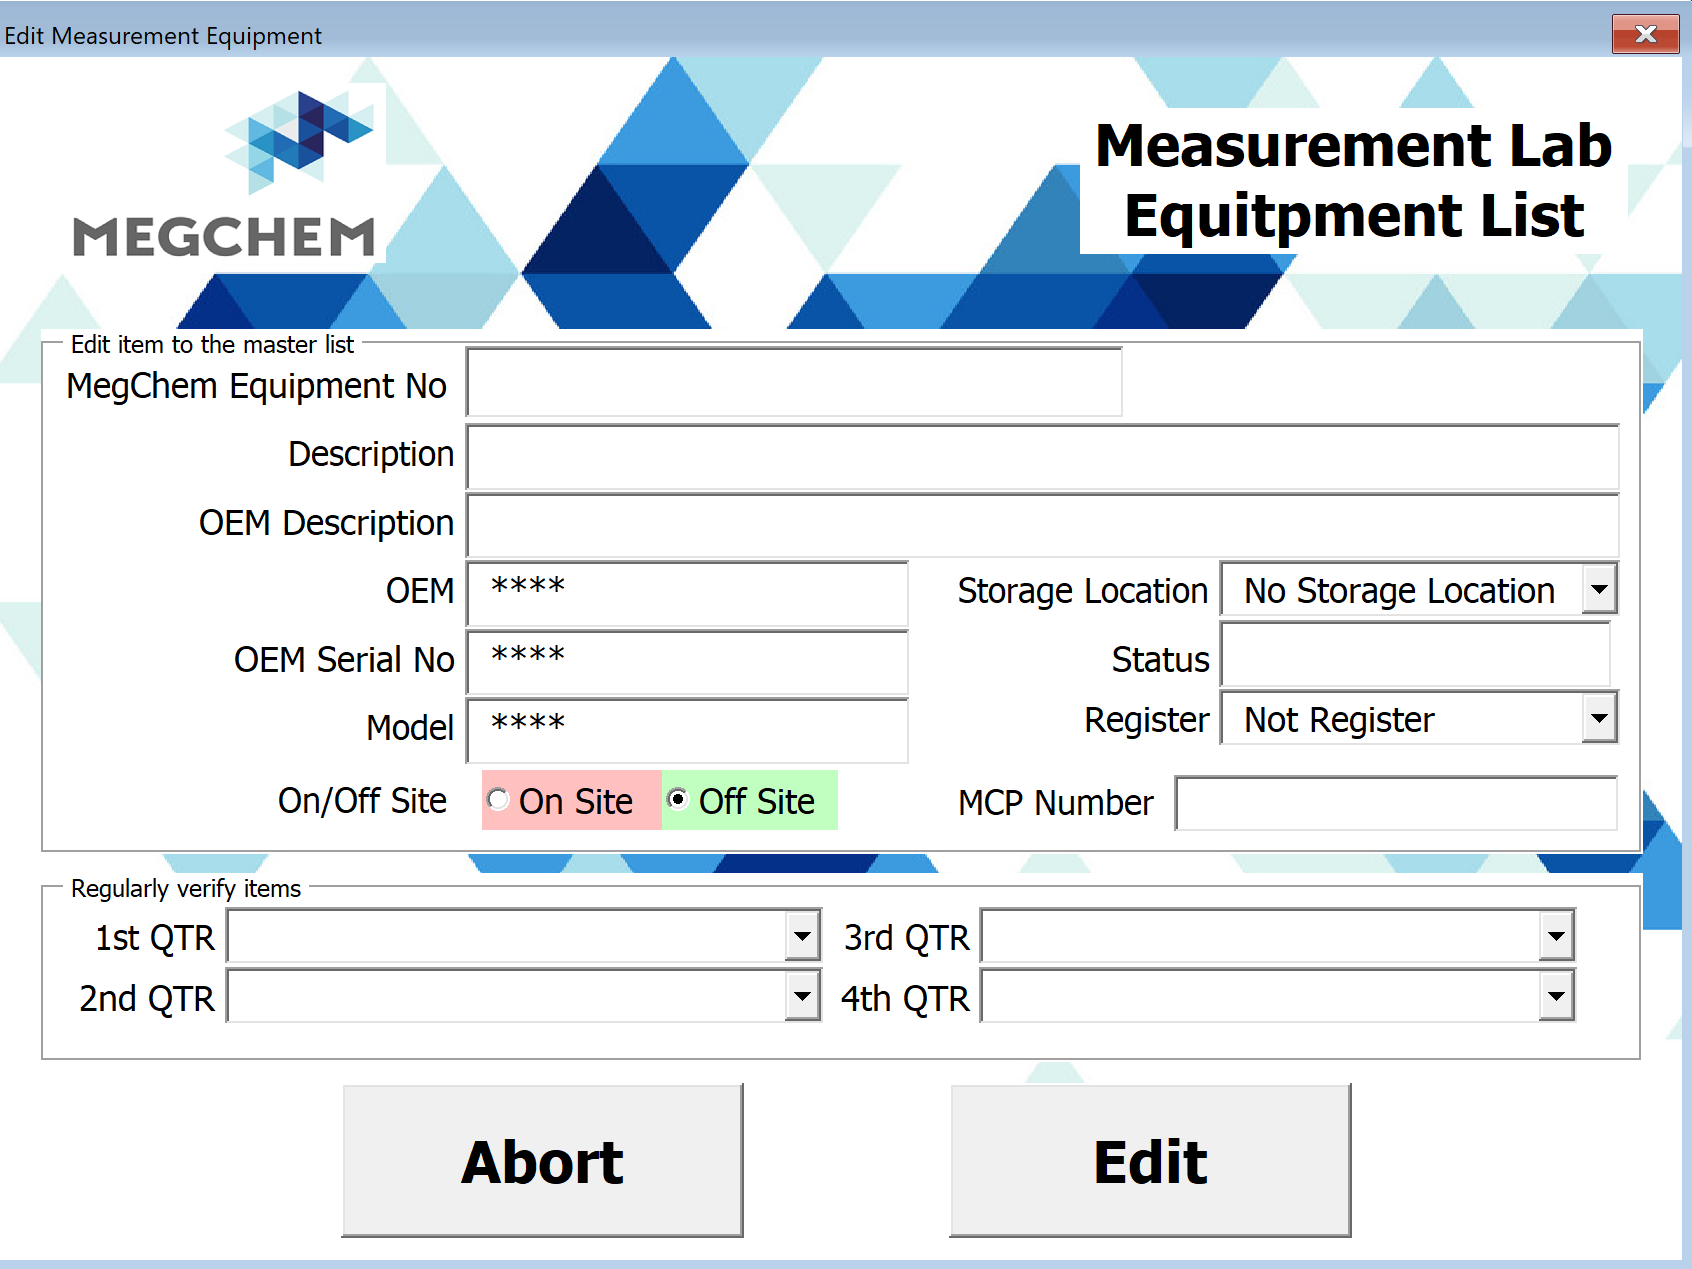 Edit Measurement Equipment
MEGCHEM
Measurement Lab
Equitpment List
Edit item to the master list
MegChem Equipment No
Description
OEM Description
OEM ****
Storage Location No Storage Location
OEM Serial No ****
Status
Model ****
Register Not Register
On/Off Site On Site Off Site
MCP Number
Regularly verify items
1st QTR
3rd QTR
2nd QTR
4th QTR
Abort
Edit